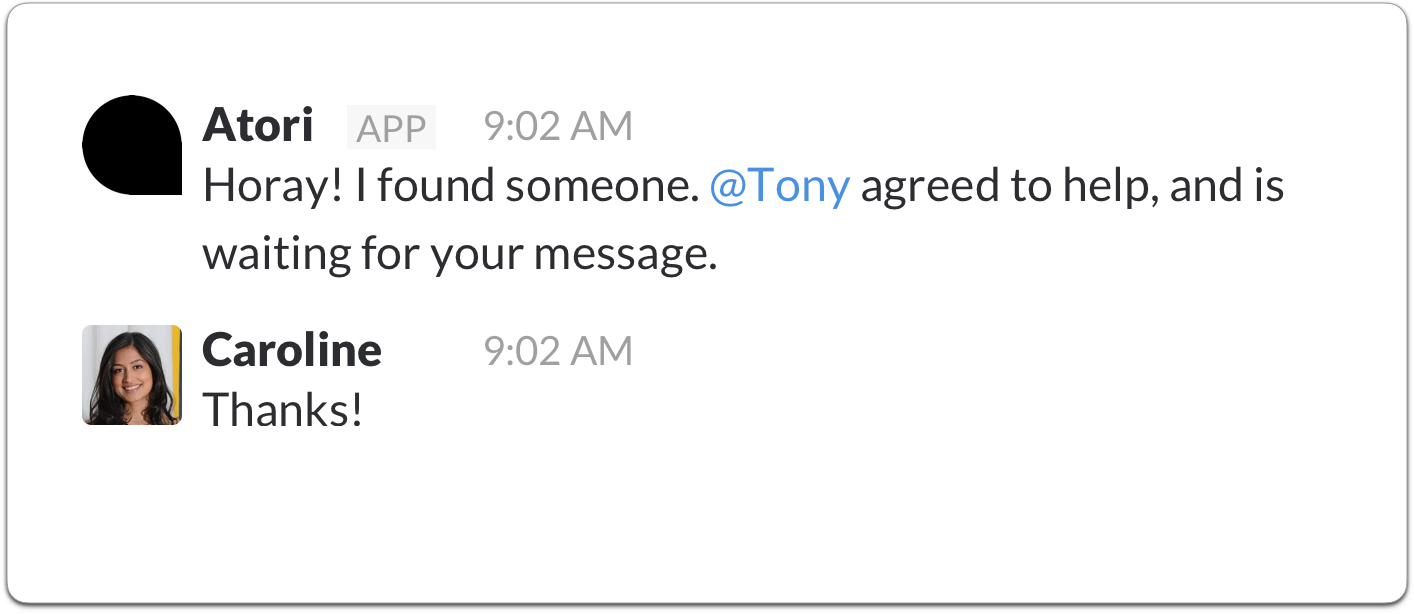 Atori APP 9:02 AM
Horay! I found someone. @Tony agreed to help, and is
waiting for your message.
Caroline 9:02 AM
Thanks!